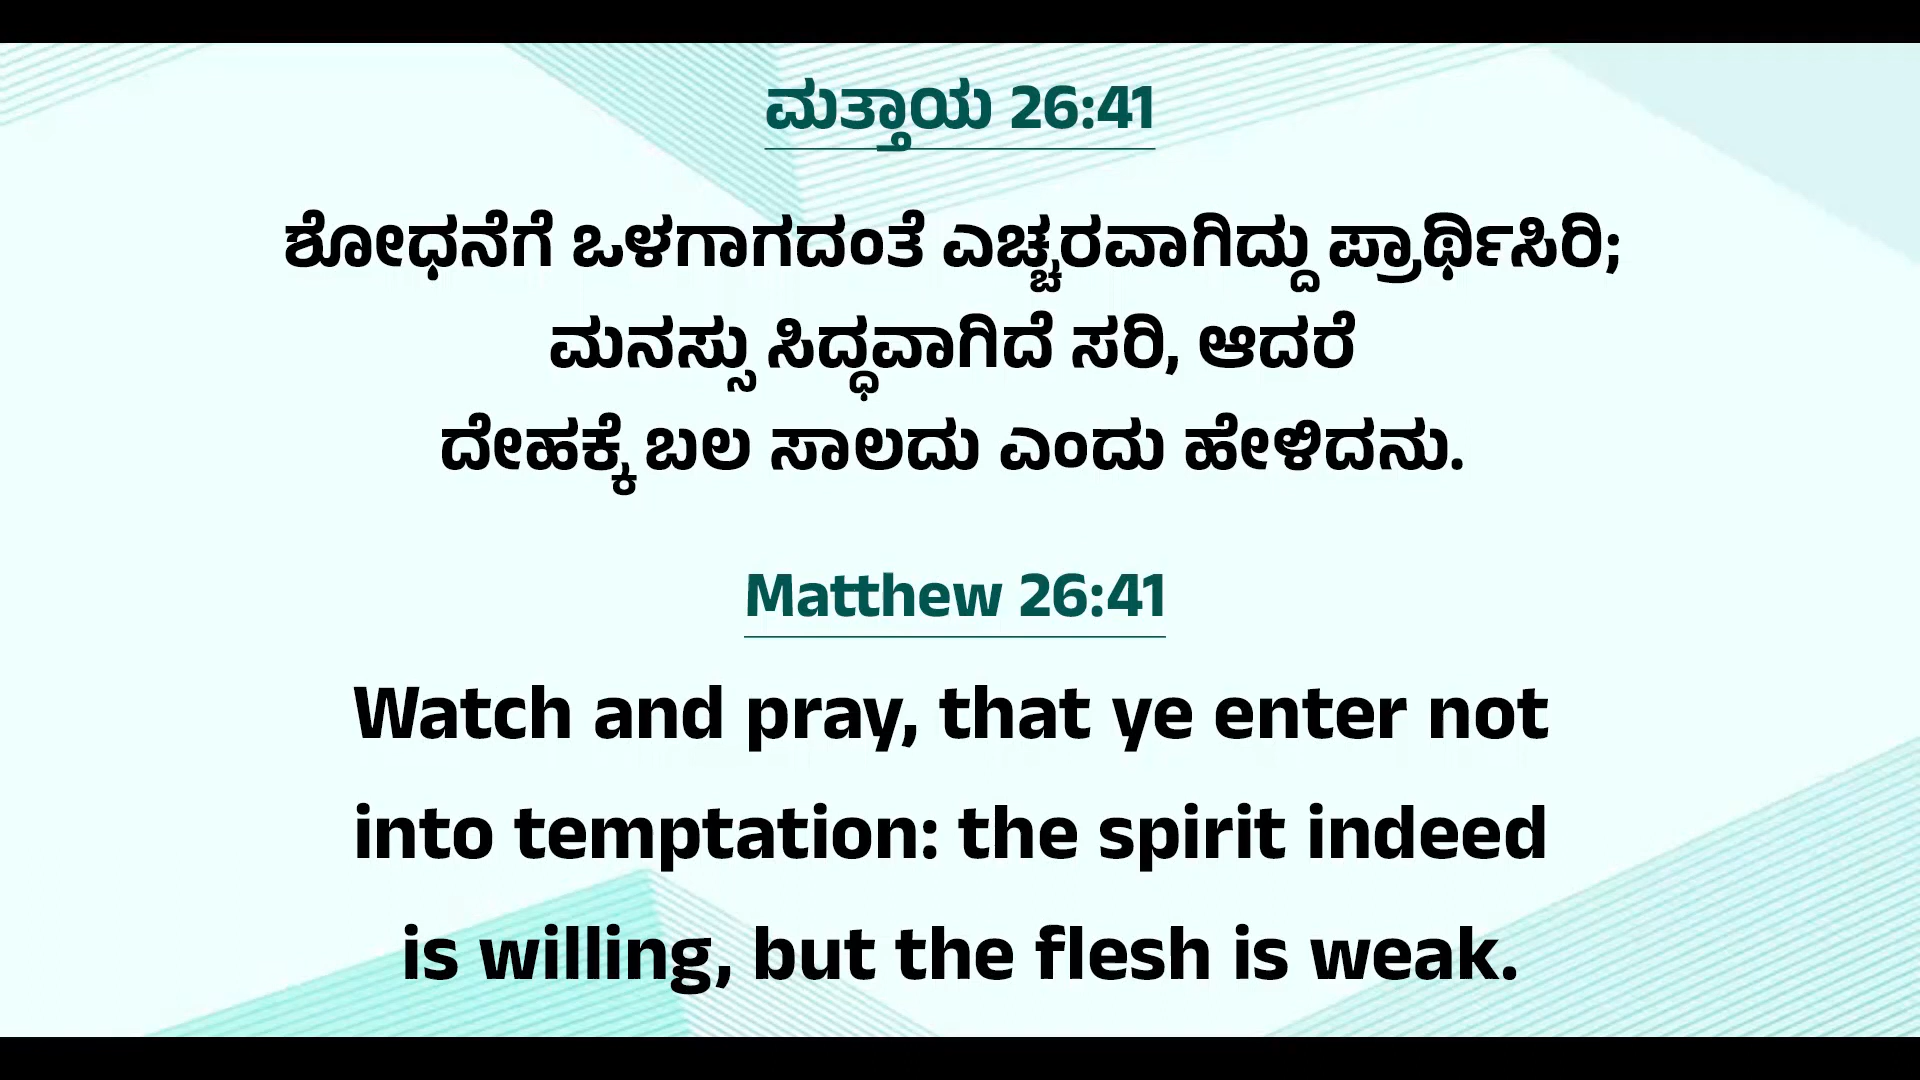 ಮತ್ತಾಯ 26:41
ಶೋಧನೆಗೆ ಒಳಗಾಗದಂತೆ ಎಚ್ಚರವಾಗಿದ್ದು ಪ್ರಾರ್ಥಿಸಿರಿ;
ಮನಸ್ಸು ಸಿದ್ಧವಾಗಿದೆ ಸರಿ, ಆದರೆ
ದೇಹಕ್ಕೆ ಬಲ ಸಾಲದು ಎಂದು ಹೇಳಿದನು.
Matthew 26:41
Watch and pray, that ye enter not
into temptation: the spirit indeed
is willing, but the flesh is weak.